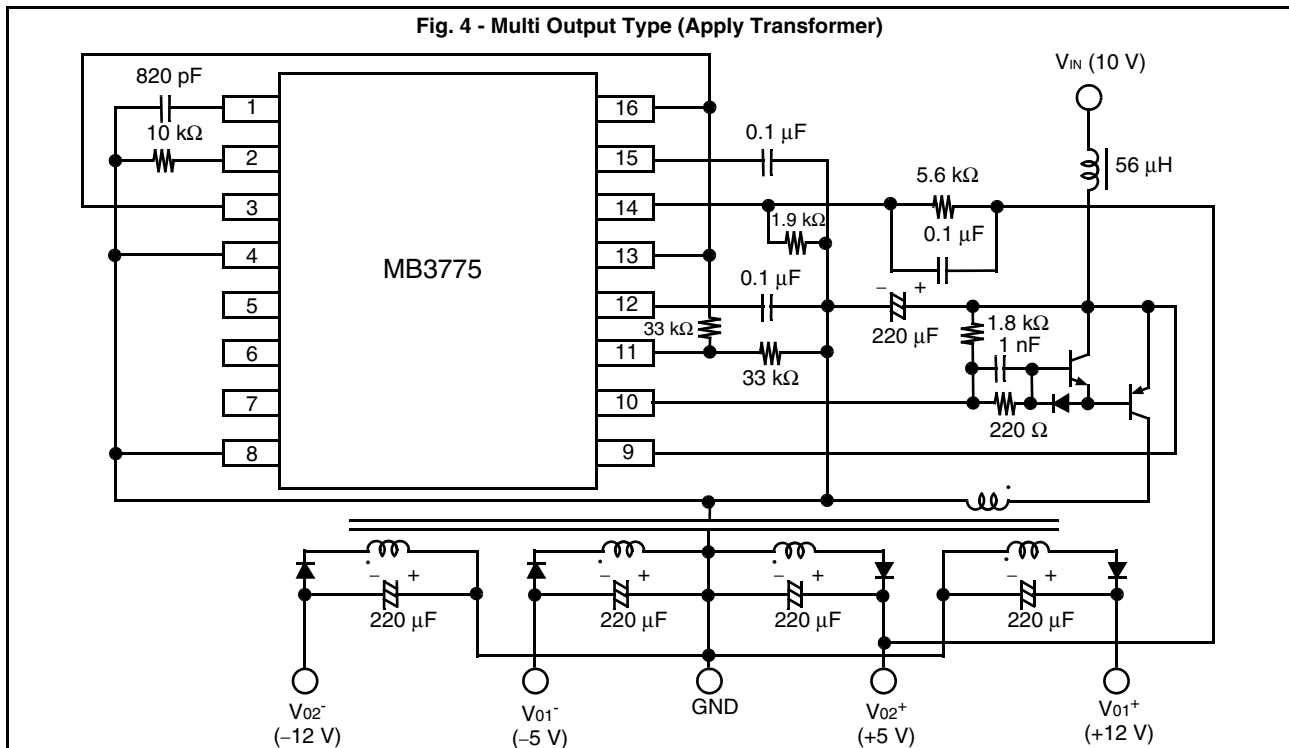 Fig. 4 - Multi Output Type (Apply Transformer)
VIN (10 V)
820 pF
1
16
10 kΩ
0.1 μF
2
15
56 μH
5.6 kΩ
3
14
1.9 kΩ
0.1 μF
4
13
MB3775
0.1 μF
− +
5
12
33 kΩ
220 μF
1.8 kΩ
1 nF
6
11
33 kΩ
7
10
220 Ω
8
9
− +
− +
− +
− +
220 μF
220 μF
220 μF
220 μF
V02-
(−12 V)
V01-
(−5 V)
GND
V02+
(+5 V)
V01+
(+12 V)